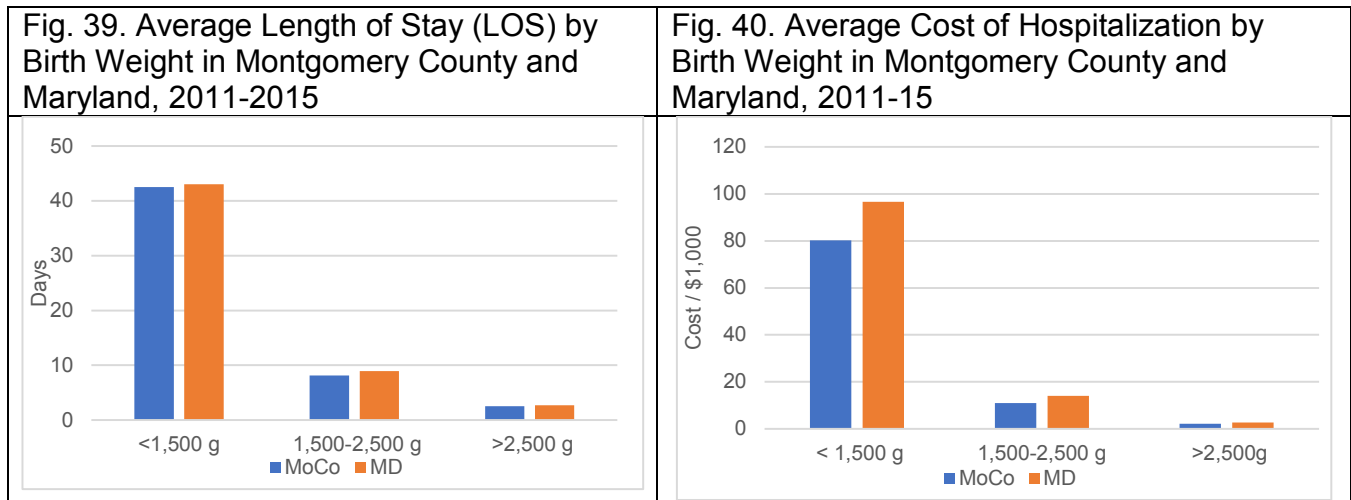 Fig. 39. Average Length of Stay (LOS) by
Birth Weight in Montgomery County and
Maryland, 2011-2015
50
40
30
20
10
0
Days
<1,500 g
1,500-2,500 g
>2,500 g
MoCo
MD
Fig. 40. Average Cost of Hospitalization by
Birth Weight in Montgomery County and
Maryland, 2011-15
120
100
80
60
40
20
0
Cost / $1,000
< 1,500 g
1,500-2,500 g
>2,500g
MoCo
MD